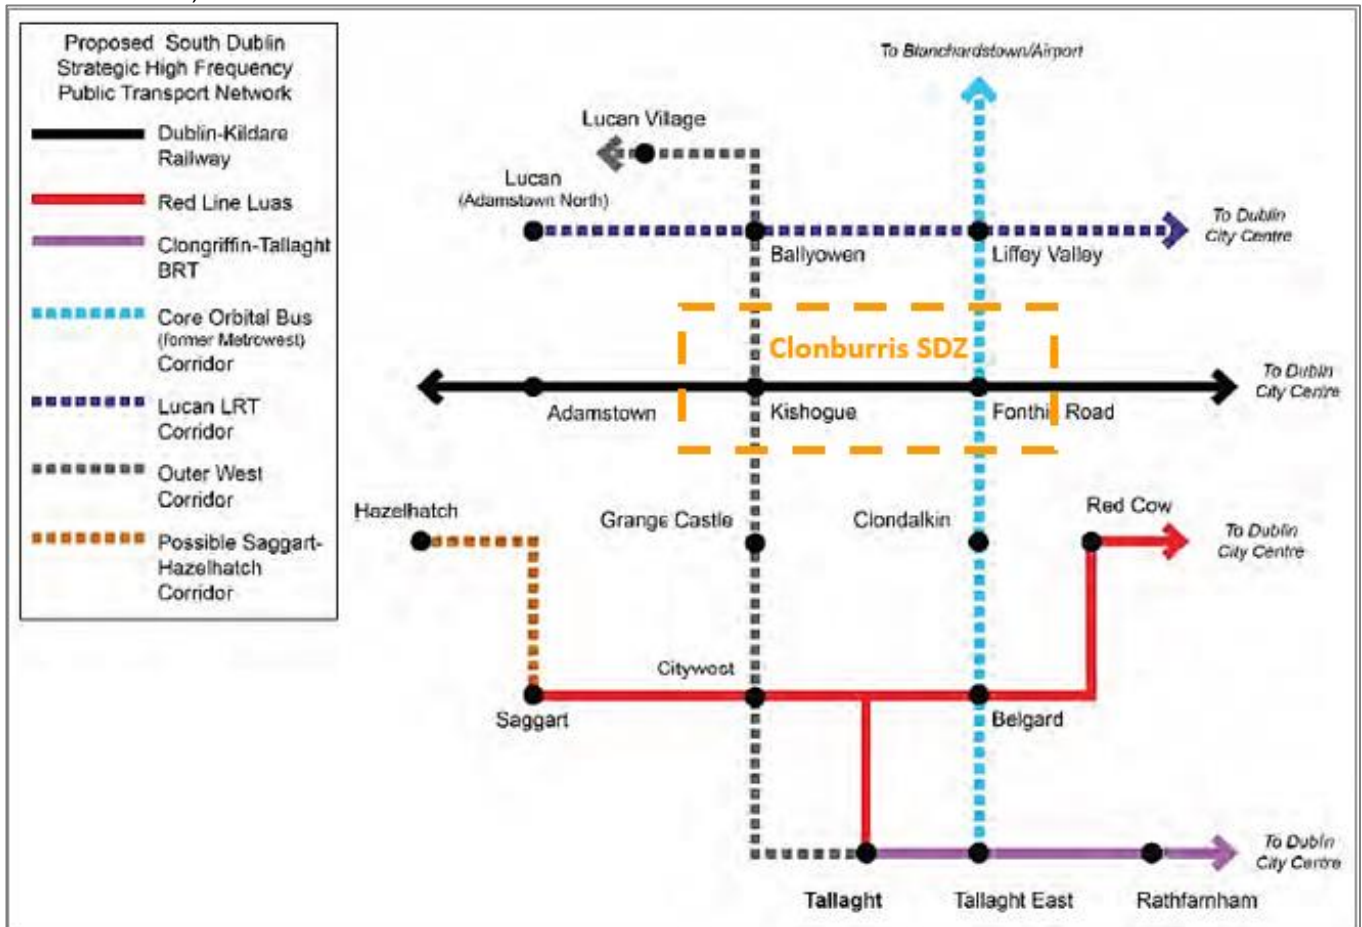 Proposed South Dublin
Strategic High Frequency
Public Transport Network
Dublin-Kildare
Railway
Red Line Luas
Clongriffin-Tallaght
BRT
Core Orbital Bus
(former Metrowest)
Corridor
Lucan LRT
Corridor
Outer West
Corridor
Possible Saggart-
Hazelhatch
Corridor
To Blanchardstown/Airport
Lucan Village
Lucan
(Adamstown North)
To Dublin
City Centre
Ballyowen
Liffey Valley
Clonburris SDZ
To Dublin
City Centre
Adamstown
Kishogue
Fonthill Road
Hazelhatch
Grange Castle
Clondalkin
Red Cow
To Dublin
City Centre
Citywest
Saggart
Belgard
To Dublin
City Centre
Tallaght
Tallaght East
Rathfarnham